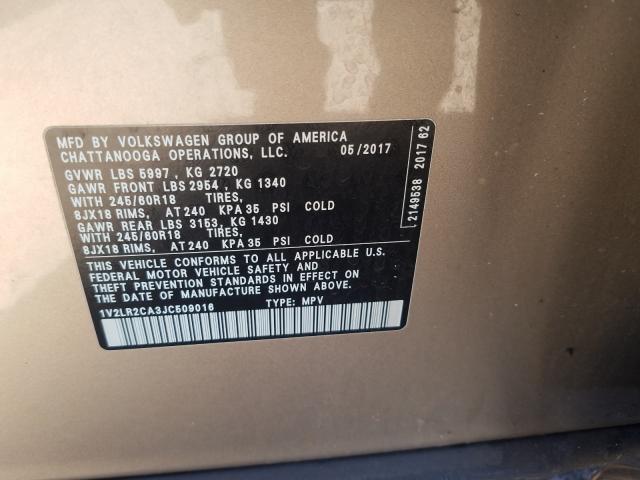 MFD BY VOLKSWAGEN GROUP OF AMERICA
CHATTANOOGA OPERATIONS, LLC. 05/2017
GVWR LBS 5997 , KG 2720
GAWR FRONT LBS 2954 , KG 1340
WITH 245/60R18 TIRES,
8JX18 RIMS, AT 240 KPA 35 PSI COLD
GAWR REAR LBS 3153, KG 1430
WITH 245/60R18 TIRES,
8JX18 RIMS, AT 240 KPA 35 PSI COLD
THIS VEHICLE CONFORMS TO ALL APPLICABLE U.S.
FEDERAL MOTOR VEHICLE SAFETY AND
THEFT PREVENTION STANDARDS IN EFFECT ON
THE DATE OF MANUFACTURE SHOWN ABOVE.
1V2LR2CA3JC509016 TYPE: MPV
2149538 2017 62